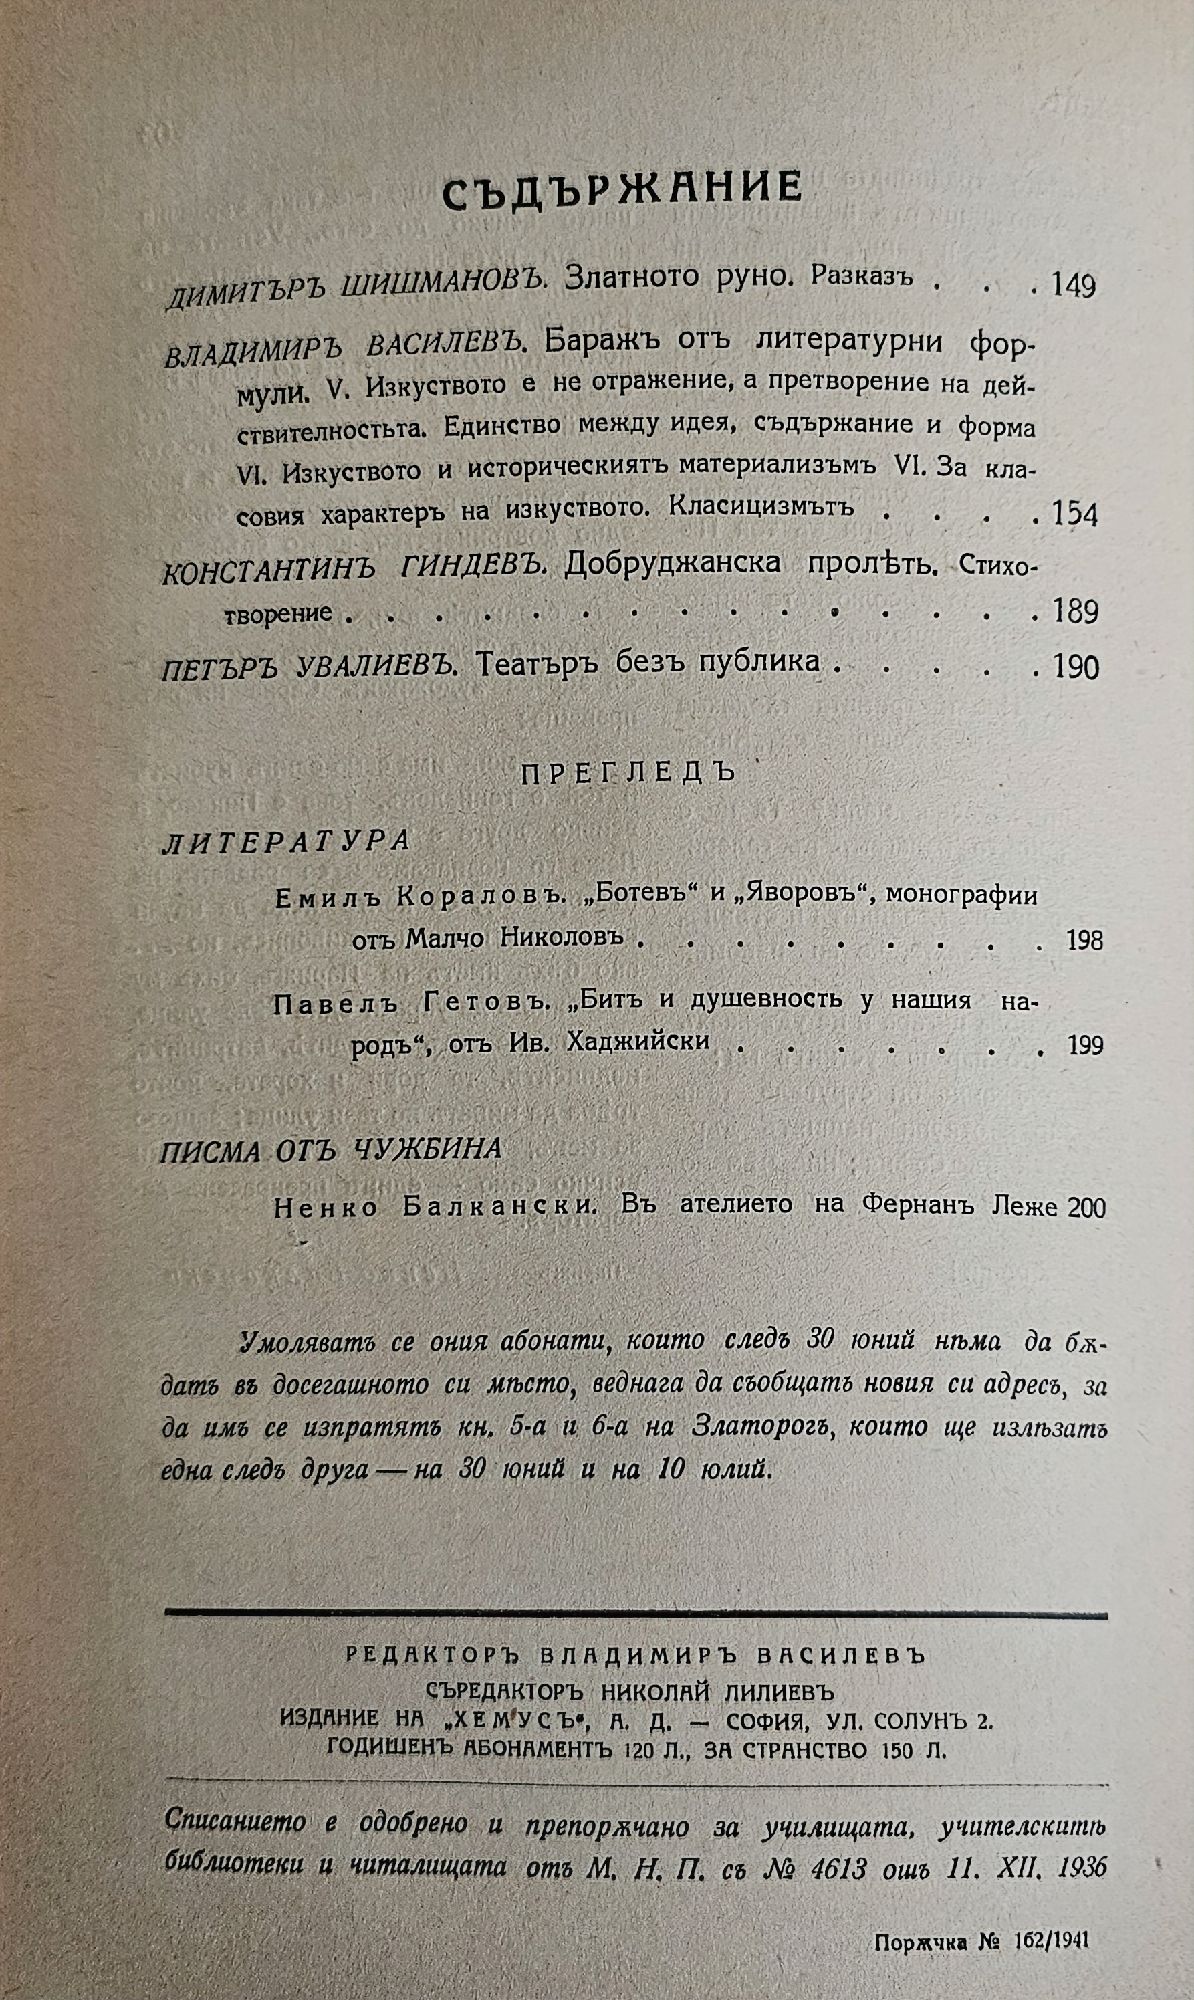 СЪДЪРЖАНИЕ
ДИМИТЪРЪ ШИШМАНОВЪ. Златното руно. Разказъ . . . 149
ВЛАДИМИРЪ ВАСИЛЕВЪ. Баражъ отъ литературни фор-
мули. V. Изкуството е не отражение, а претворение на дей-
ствителностьта. Единство между идея, съдържание и форма
VI. Изкуството и историческиятъ материализъмъ VI. За кла-
совия характеръ на изкуството. Класицизмътъ . . . . 154
КОНСТАНТИНЪ ГИНДЕВЪ. Добруджанска пролѣть. Стихо-
творение . . . . . . . . . . . . . . 189
ПЕТЪРЪ УВАЛИЕВЪ. Театъръ безъ публика . . . . . 190
ПРЕГЛЕДЪ
ЛИТЕРАТУРА
Емилъ Кораловъ. „Ботевъ“ и „Яворовъ“, монографии
отъ Малчо Николовъ . . . . . . . . . 198
Павелъ Гетовъ. „Битъ и душевность у нашия на-
родъ“, отъ Ив. Хаджийски . . . . . . . 199
ПИСМА ОТЪ ЧУЖБИНА
Ненко Балкански. Въ ателието на Фернанъ Леже 200
Умоляватъ се ония абонати, които следъ 30 юний нѣма да бѫ-
датъ въ досегашното си мѣсто, веднага да съобщатъ новия си адресъ, за
да имъ се изпратятъ кн. 5-а и 6-а на Златорогъ, които ще излѣзатъ
една следъ друга — на 30 юний и на 10 юлий.
РЕДАКТОРЪ ВЛАДИМИРЪ ВАСИЛЕВЪ
СЪРЕДАКТОРЪ НИКОЛАЙ ЛИЛИЕВЪ
ИЗДАНИЕ НА „ХЕМУСЪ“, А. Д. — СОФИЯ, УЛ. СОЛУНЪ 2.
ГОДИШЕНЪ АБОНАМЕНТЪ 120 Л., ЗА СТРАНСТВО 150 Л.
Списанието е одобрено и препорѫчано за училищата, учителскитѣ
библиотеки и читалищата отъ М. Н. П. съ № 4613 отъ 11. XII. 1936
Порѫчка № 162/1941